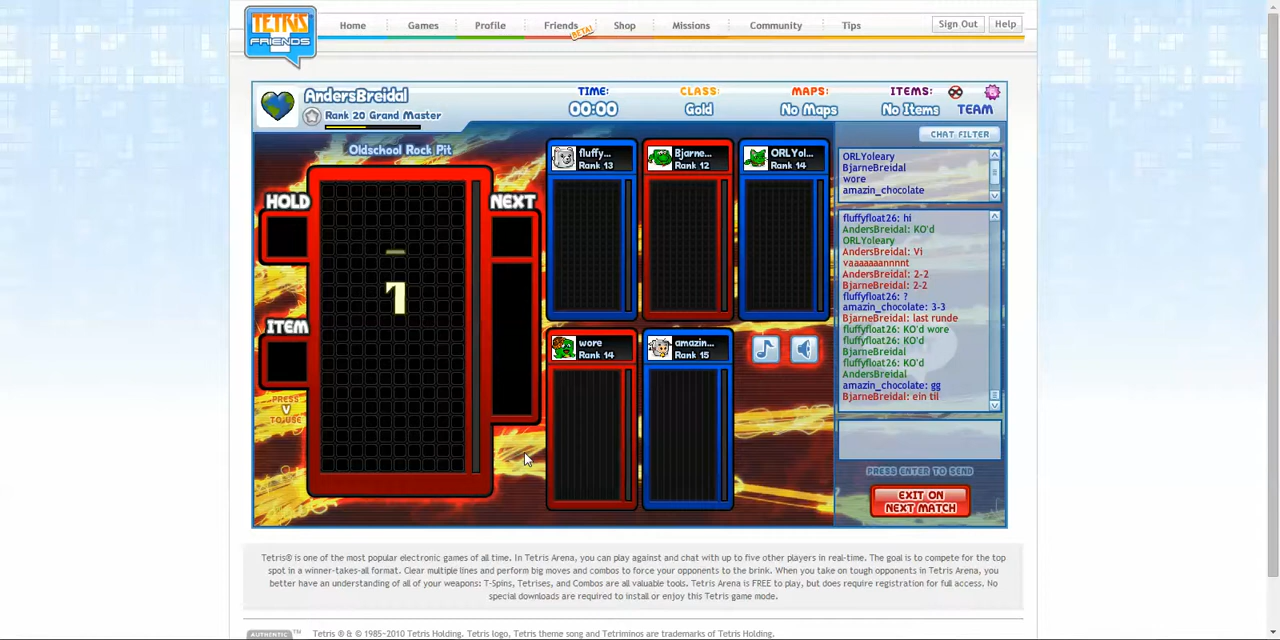 TETRIS
FRIENDS
Home
Games
Profile
Friends
BETA!
Shop
Missions
Community
Tips
Sign Out
Help
AndersBreidal
Rank 20 Grand Master
TIME:
00:00
CLASS:
Gold
MAPS:
No Maps
ITEMS:
No Items
TEAM
Oldschool Rock Pit
HOLD
NEXT
ITEM
PRESS
V
TO USE
1
fluffy...
Rank 13
Bjarne...
Rank 12
ORLYol...
Rank 14
wore
Rank 14
amazin...
Rank 15
CHAT FILTER
ORLYoleary
BjarneBreidal
wore
amazin_chocolate
fluffyfloat26: hi
AndersBreidal: KO'd
ORLYoleary
AndersBreidal: Vi
vaaaaaannnnt
AndersBreidal: 2-2
BjarneBreidal: 2-2
fluffyfloat26: ?
amazin_chocolate: 3-3
BjarneBreidal: last runde
fluffyfloat26: KO'd wore
fluffyfloat26: KO'd
BjarneBreidal
fluffyfloat26: KO'd
AndersBreidal
amazin_chocolate: gg
BjarneBreidal: ein til
PRESS ENTER TO SEND
EXIT ON
NEXT MATCH
Tetris® is one of the most popular electronic games of all time. In Tetris Arena, you can play against and chat with up to five other players in real-time. The goal is to compete for the top
spot in a winner-takes-all format. Clear multiple lines and perform big moves and combos to force your opponents to the brink. When you take on tough opponents in Tetris Arena, you
better have an understanding of all of your weapons: T-Spins, Tetrises, and Combos are all valuable tools. Tetris Arena is FREE to play, but does require registration for full access. No
special downloads are required to install or enjoy this Tetris game mode.
AUTHENTIC ™
Tetris ® & © 1985~2010 Tetris Holding. Tetris logo, Tetris theme song and Tetriminos are trademarks of Tetris Holding.